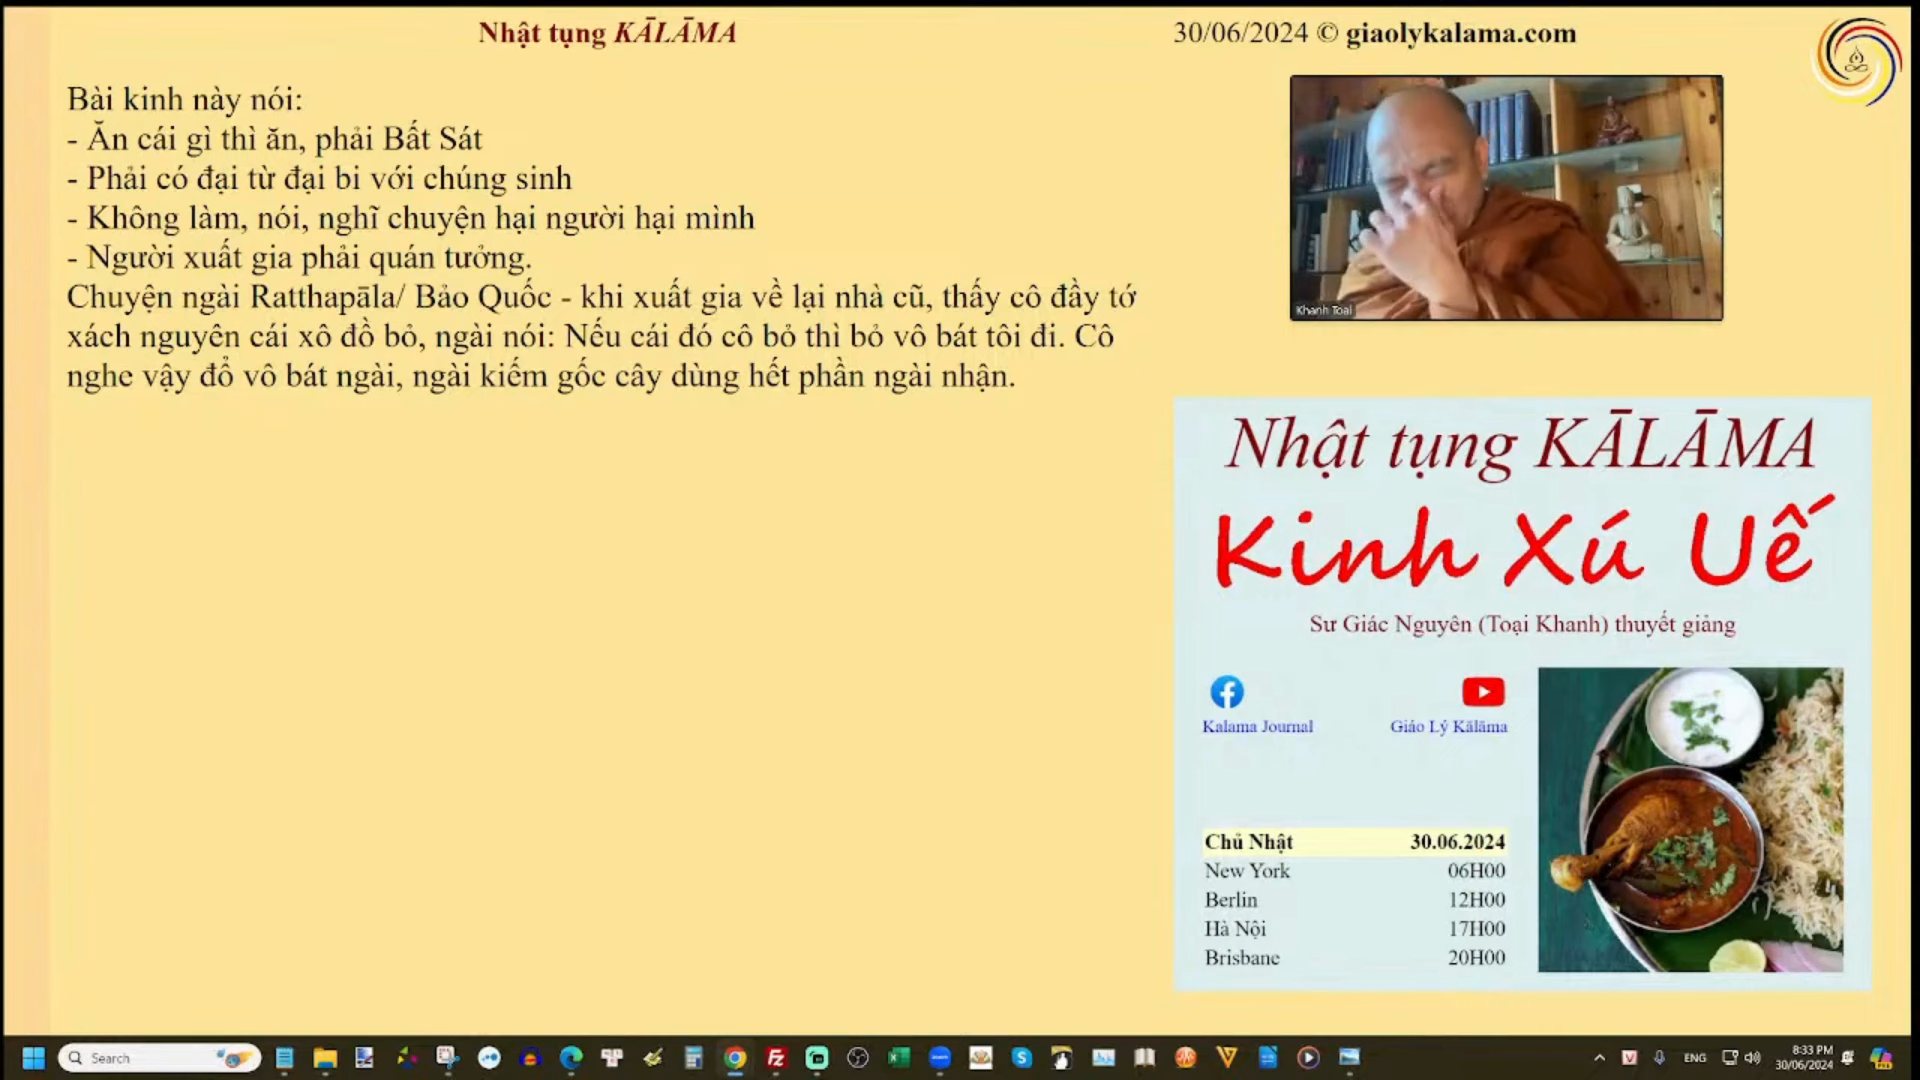 Nhật tụng KĀLĀMA
30/06/2024 © giaolykalama.com
Bài kinh này nói:
- Ăn cái gì thì ăn, phải Bất Sát
- Phải có đại từ đại bi với chúng sinh
- Không làm, nói, nghĩ chuyện hại người hại mình
- Người xuất gia phải quán tưởng.
Chuyện ngài Ratthapāla/ Bảo Quốc - khi xuất gia về lại nhà cũ, thấy cô đầy tớ
xách nguyên cái xô đồ bỏ, ngài nói: Nếu cái đó cô bỏ thì bỏ vô bát tôi đi. Cô
nghe vậy đổ vô bát ngài, ngài kiếm gốc cây dùng hết phần ngài nhận.
Khanh Toai
Nhật tụng KĀLĀMA
Kinh Xú Uế
Sư Giác Nguyên (Toại Khanh) thuyết giảng
Kalama Journal
Giáo Lý Kālāma
Chủ Nhật 30.06.2024
New York 06H00
Berlin 12H00
Hà Nội 17H00
Brisbane 20H00
Search
ENG
8:33 PM
30/06/2024